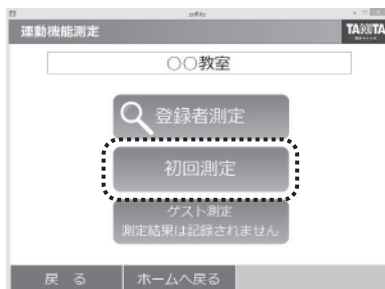 運動機能測定
TANITA
〇〇教室
登録者測定
初回測定
ゲスト測定
測定結果は記録されません
戻 る
ホームへ戻る